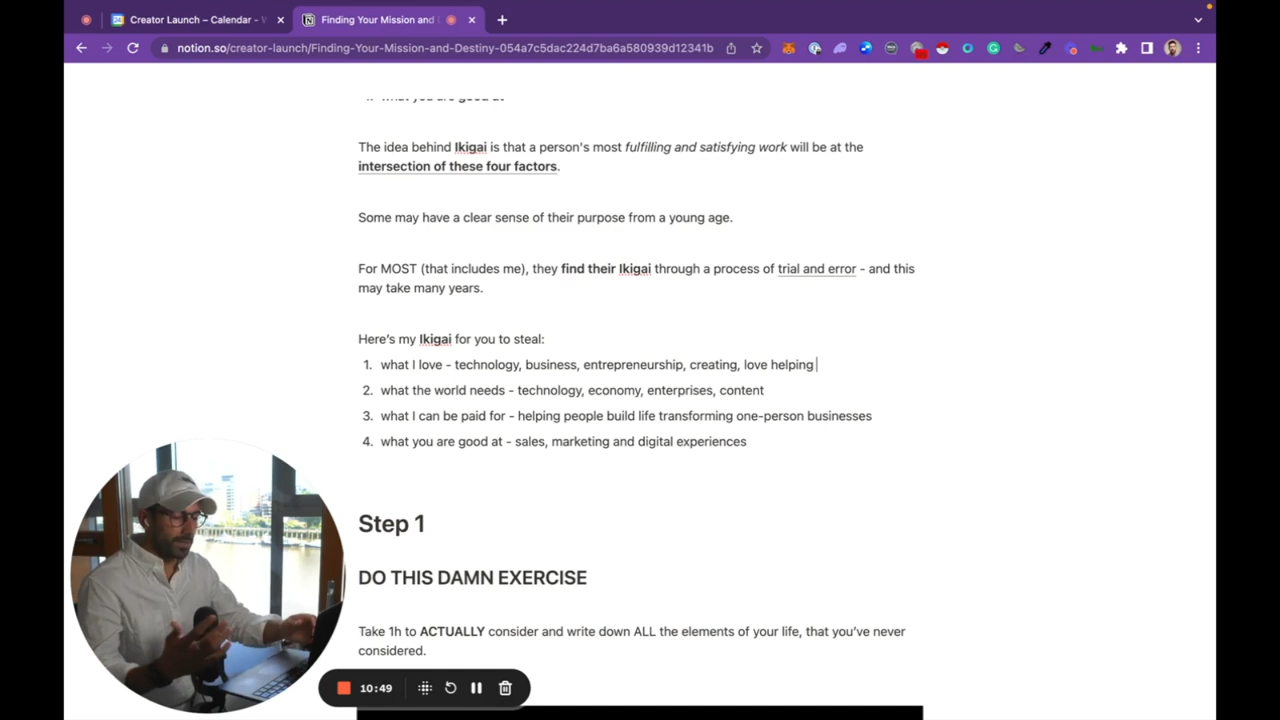 Creator Launch – Calendar -
Finding Your Mission and
notion.so/creator-launch/Finding-Your-Mission-and-Destiny-054a7c5dac224d7ba6a580939d12341b
what you are good at
The idea behind Ikigai is that a person's most fulfilling and satisfying work will be at the
intersection of these four factors.
Some may have a clear sense of their purpose from a young age.
For MOST (that includes me), they find their Ikigai through a process of trial and error - and this
may take many years.
Here's my Ikigai for you to steal:
1. what I love - technology, business, entrepreneurship, creating, love helping
2. what the world needs - technology, economy, enterprises, content
3. what I can be paid for - helping people build life transforming one-person businesses
4. what you are good at - sales, marketing and digital experiences
Step 1
DO THIS DAMN EXERCISE
Take 1h to ACTUALLY consider and write down ALL the elements of your life, that you've never
considered.
10:49